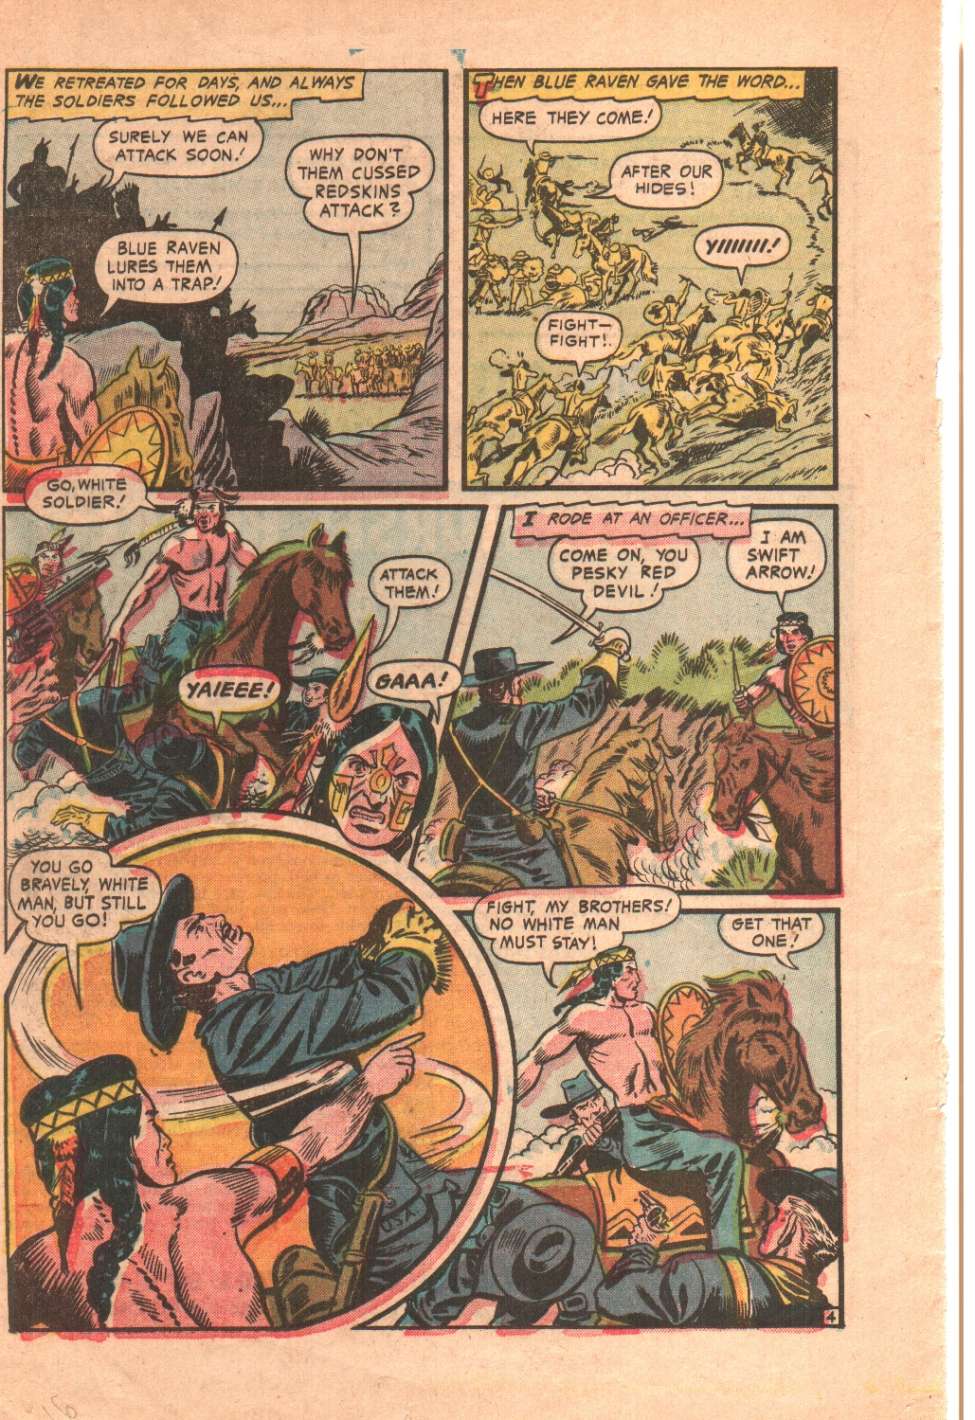 WE RETREATED FOR DAYS, AND ALWAYS
THE SOLDIERS FOLLOWED US...
SURELY WE CAN
ATTACK SOON!
WHY DON'T
THEM CUSSED
REDSKINS
ATTACK?
BLUE RAVEN
LURES THEM
INTO A TRAP!
THEN BLUE RAVEN GAVE THE WORD...
HERE THEY COME!
AFTER OUR
HIDES!
YIIIIIII!
FIGHT—
FIGHT!
GO, WHITE
SOLDIER!
ATTACK
THEM!
YAIEEE!
GAAA!
I RODE AT AN OFFICER...
COME ON, YOU
PESKY RED
DEVIL!
I AM
SWIFT
ARROW!
YOU GO
BRAVELY, WHITE
MAN, BUT STILL
YOU GO!
USA
FIGHT, MY BROTHERS!
NO WHITE MAN
MUST STAY!
GET THAT
ONE!
4